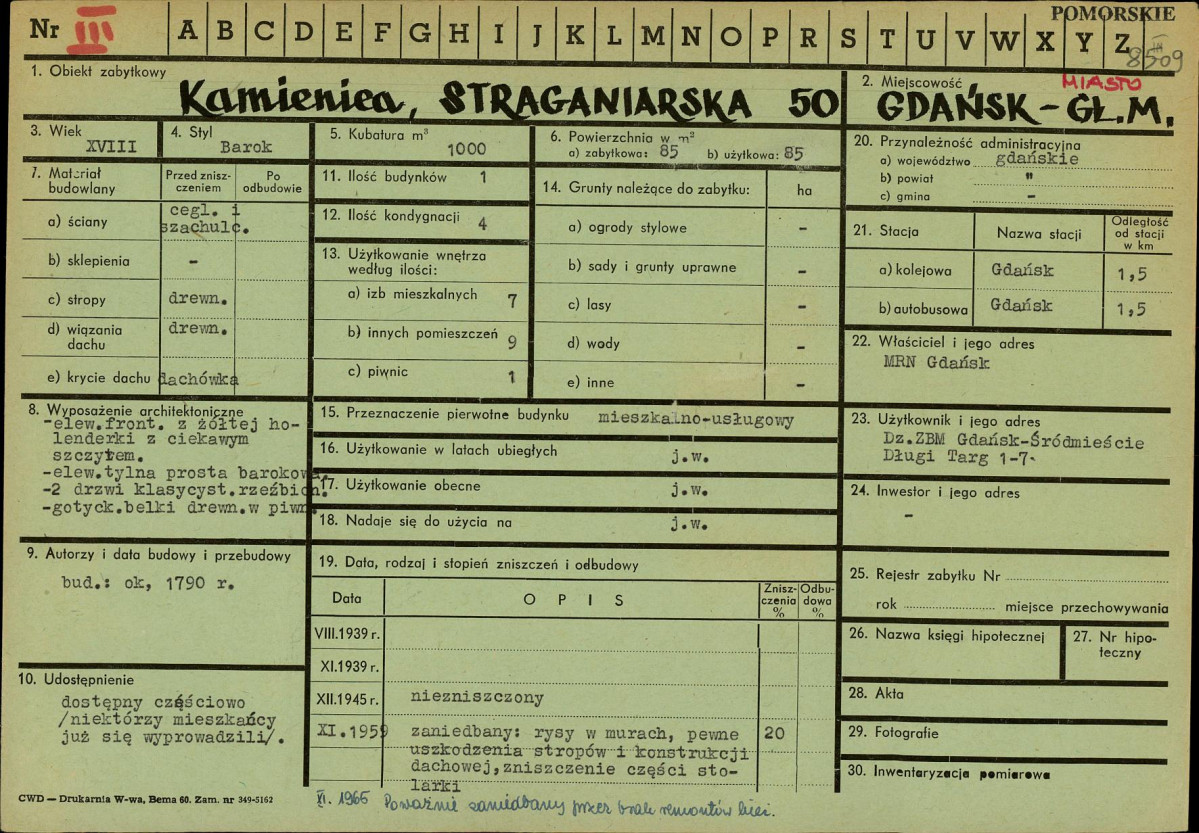 POMORSKIE
Nr III A B C D E F G H I J K L M N O P R S T U V W X Y Z
III
8509
1. Obiekt zabytkowy
Kamienica, STRAGANIARSKA 50
2. Miejscowość MIASTO
GDAŃSK - GŁ.M.
3. Wiek
XVIII
4. Styl
Barok
5. Kubatura m³
1000
6. Powierzchnia w m²
a) zabytkowa: 85 b) użytkowa: 85
7. Materiał budowlany
Przed zniszczeniem
Po odbudowie
a) ściany cegl. i
szachulc.
b) sklepienia -
c) stropy drewn.
d) wiązania dachu drewn.
e) krycie dachu dachówka
8. Wyposażenie architektoniczne
-elew.front. z żółtej ho-
lenderki z ciekawym
szczytem.
-elew.tylna prosta barokowa
-2 drzwi klasycyst.rzeźbion.
-gotyck.belki drewn.w piwn.
9. Autorzy i data budowy i przebudowy
bud.: ok, 1790 r.
10. Udostępnienie
dostępny częściowo
/niektórzy mieszkańcy
już się wyprowadzili/.
CWD — Drukarnia W-wa, Bema 60. Zam. nr 349-5162
11. Ilość budynków 1
12. Ilość kondygnacji 4
13. Użytkowanie wnętrza
według ilości:
a) izb mieszkalnych 7
b) innych pomieszczeń 9
c) piwnic 1
14. Grunty należące do zabytku: ha
a) ogrody stylowe -
b) sady i grunty uprawne -
c) lasy -
d) wody -
e) inne -
15. Przeznaczenie pierwotne budynku mieszkalno-usługowy
16. Użytkowanie w latach ubiegłych j.w.
17. Użytkowanie obecne j.w.
18. Nadaje się do użycia na j.w.
19. Data, rodzaj i stopień zniszczeń i odbudowy
Data OPIS Zniszczenia % Odbudowa %
VIII.1939 r.
XI.1939 r.
XII.1945 r. niezniszczony
XI.1959 zaniedbany: rysy w murach, pewne 20
uszkodzenia stropów i konstrukcji
dachowej,zniszczenie części sto-
larki
XI. 1965 Poważnie zaniedbany przez brak remontów bież.
20. Przynależność administracyjna
a) województwo gdańskie
b) powiat "
c) gmina -
21. Stacja Nazwa stacji Odległość od stacji w km
a) kolejowa Gdańsk 1,5
b) autobusowa Gdańsk 1,5
22. Właściciel i jego adres
MRN Gdańsk
23. Użytkownik i jego adres
Dz.ZBM Gdańsk-Śródmieście
Długi Targ 1-7.
24. Inwestor i jego adres
-
25. Rejestr zabytku Nr
rok miejsce przechowywania
26. Nazwa księgi hipotecznej
27. Nr hipoteczny
28. Akta
29. Fotografie
30. Inwentaryzacja pomiarowa